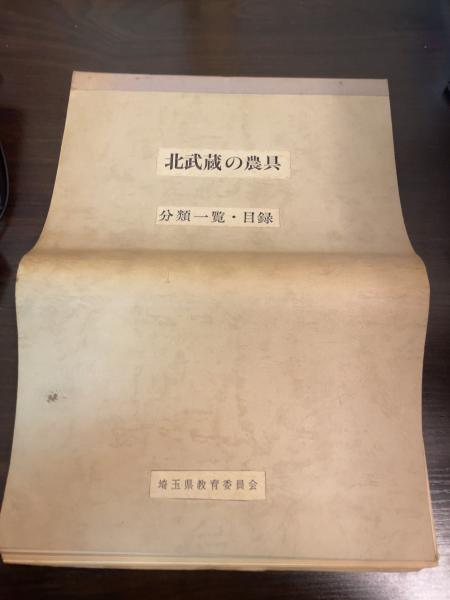 北武蔵の農具
分類一覧・目録
埼玉県教育委員会